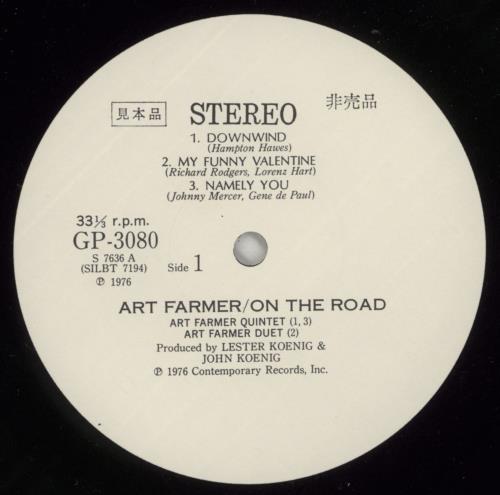 見本品 STEREO 非売品
1. DOWNWIND
(Hampton Hawes)
2. MY FUNNY VALENTINE
(Richard Rodgers, Lorenz Hart)
3. NAMELY YOU
(Johnny Mercer, Gene de Paul)
33⅓ r.p.m.
GP-3080
S 7636 A
(SILBT 7194)
Ⓟ 1976
Side 1
ART FARMER/ON THE ROAD
ART FARMER QUINTET (1, 3)
ART FARMER DUET (2)
Produced by LESTER KOENIG &
JOHN KOENIG
Ⓟ 1976 Contemporary Records, Inc.